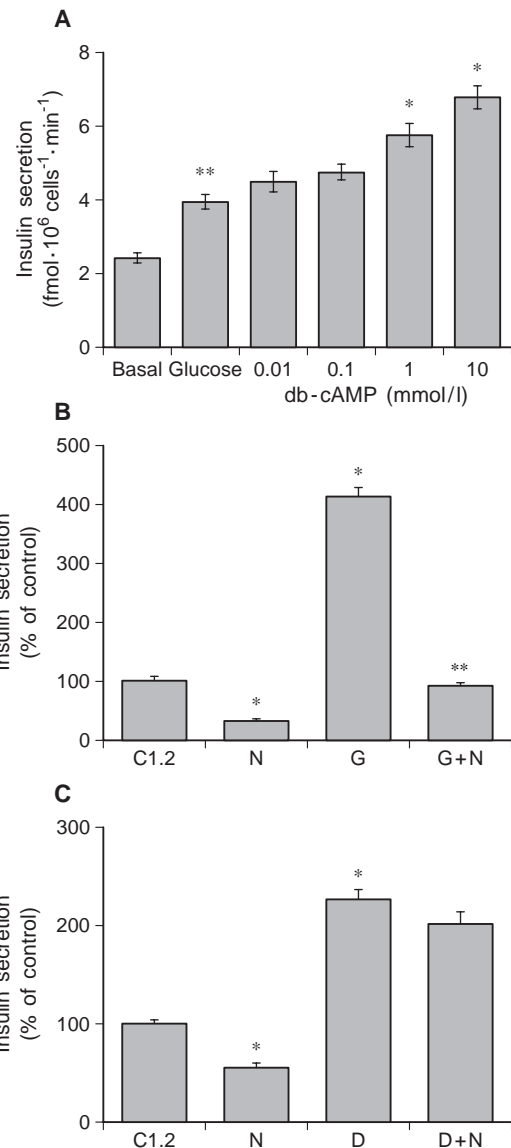 A
Insulin secretion
(fmol·10⁶ cells⁻¹·min⁻¹)
8
6
4
2
0
**
*
*
Basal Glucose 0.01 0.1 1 10
db-cAMP (mmol/l)
B
Insulin secretion
(% of control)
500
400
300
200
100
0
*
*
**
C1.2 N G G+N
C
Insulin secretion
(% of control)
300
200
100
0
*
*
C1.2 N D D+N